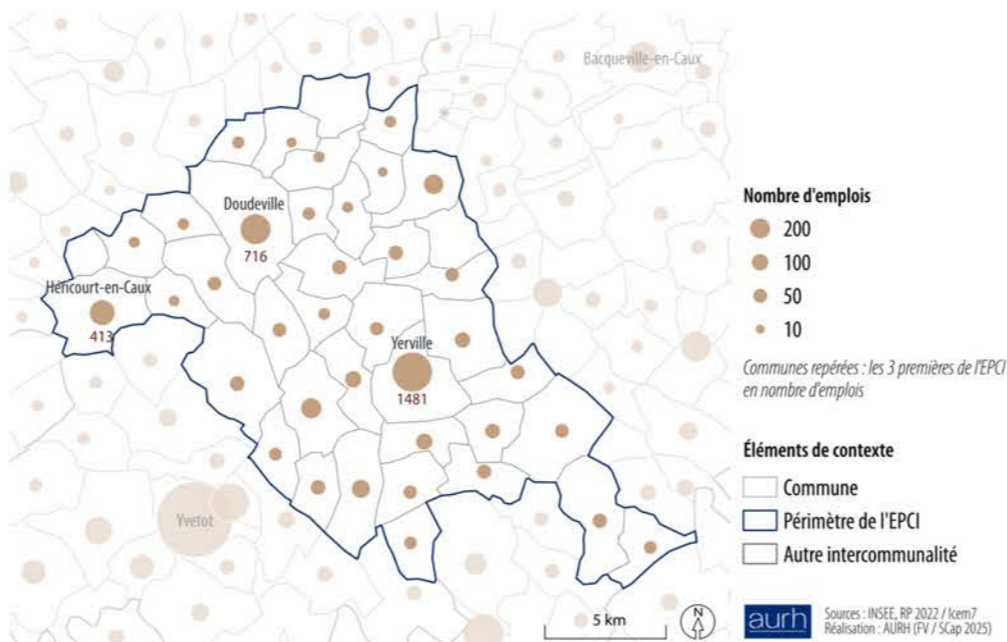 Bacqueville-en-Caux
Doudeville
716
Héricourt-en-Caux
413
Yerville
1481
Yvetot
5 km
N
Nombre d'emplois
200
100
50
10
Communes repérées : les 3 premières de l'EPCI
en nombre d'emplois
Éléments de contexte
Commune
Périmètre de l'EPCI
Autre intercommunalité
aurh
Sources : INSEE, RP 2022 / Icem7
Réalisation : AURH (FV / SCap 2025)